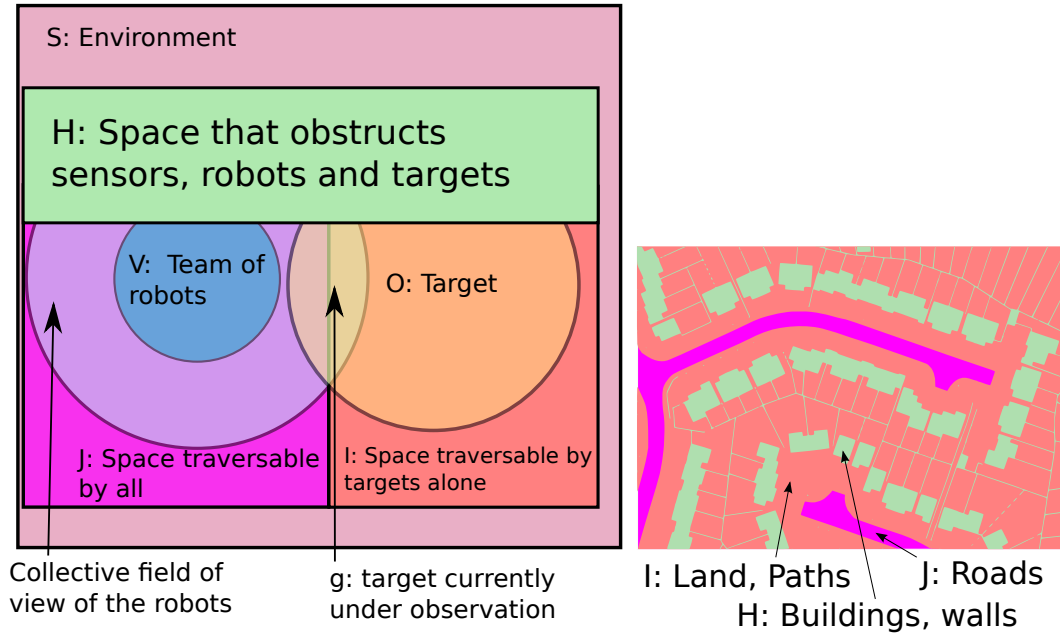 S: Environment
H: Space that obstructs
sensors, robots and targets
V: Team of
robots
O: Target
J: Space traversable
by all
I: Space traversable by
targets alone
Collective field of
view of the robots
g: target currently
under observation
I: Land, Paths
J: Roads
H: Buildings, walls